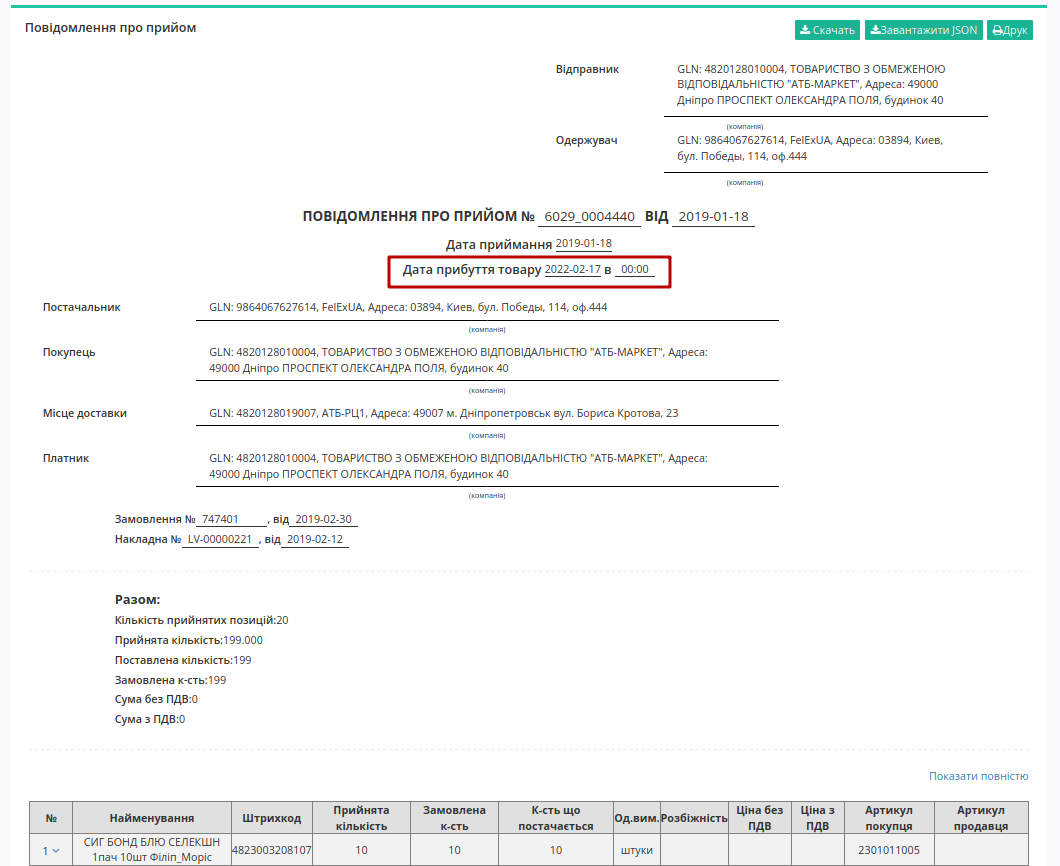 Повідомлення про прийом
Скачать
Завантажити JSON
Друк
Відправник
GLN: 4820128010004, ТОВАРИСТВО З ОБМЕЖЕНОЮ
ВІДПОВІДАЛЬНІСТЮ "АТБ-МАРКЕТ", Адреса: 49000
Дніпро ПРОСПЕКТ ОЛЕКСАНДРА ПОЛЯ, будинок 40
(компанія)
Одержувач
GLN: 9864067627614, FelExUA, Адреса: 03894, Киев,
бул. Победы, 114, оф.444
(компанія)
ПОВІДОМЛЕННЯ ПРО ПРИЙОМ № 6029_0004440 ВІД 2019-01-18
Дата приймання 2019-01-18
Дата прибуття товару 2022-02-17 в 00:00
Постачальник
GLN: 9864067627614, FelExUA, Адреса: 03894, Киев, бул. Победы, 114, оф.444
(компанія)
Покупець
GLN: 4820128010004, ТОВАРИСТВО З ОБМЕЖЕНОЮ ВІДПОВІДАЛЬНІСТЮ "АТБ-МАРКЕТ", Адреса:
49000 Дніпро ПРОСПЕКТ ОЛЕКСАНДРА ПОЛЯ, будинок 40
(компанія)
Місце доставки
GLN: 4820128019007, АТБ-РЦ1, Адреса: 49007 м. Дніпропетровськ вул. Бориса Кротова, 23
(компанія)
Платник
GLN: 4820128010004, ТОВАРИСТВО З ОБМЕЖЕНОЮ ВІДПОВІДАЛЬНІСТЮ "АТБ-МАРКЕТ", Адреса:
49000 Дніпро ПРОСПЕКТ ОЛЕКСАНДРА ПОЛЯ, будинок 40
(компанія)
Замовлення № 747401 , від 2019-02-30
Накладна № LV-00000221 , від 2019-02-12
Разом:
Кількість прийнятих позицій:20
Прийнята кількість:199.000
Поставлена кількість:199
Замовлена к-сть:199
Сума без ПДВ:0
Сума з ПДВ:0
Показати повністю
№
Найменування
Штрихкод
Прийнята
кількість
Замовлена
к-сть
К-сть що
постачається
Од.вим.
Розбіжність
Ціна без
ПДВ
Ціна з
ПДВ
Артикул
покупця
Артикул
продавця
1
СИГ БОНД БЛЮ СЕЛЕКШН
1пач 10шт Філіп_Моріс
4823003208107
10
10
10
штуки
2301011005